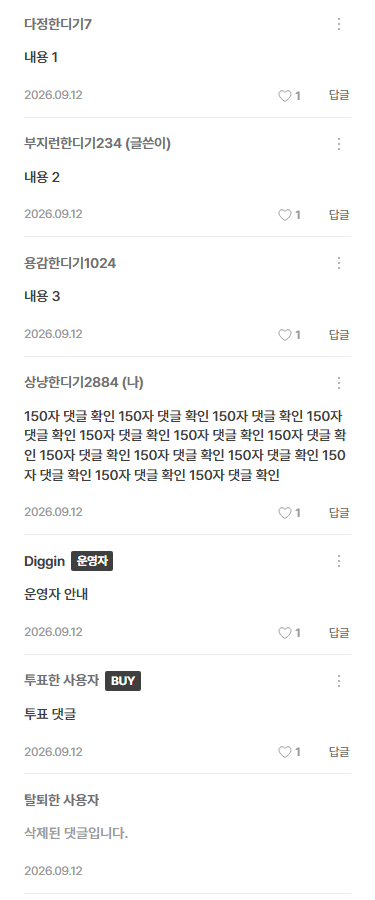 다정한디기7
내용 1
2026.09.12 1 답글
부지런한디기234 (글쓴이)
내용 2
2026.09.12 1 답글
용감한디기1024
내용 3
2026.09.12 1 답글
상냥한디기2884 (나)
150자 댓글 확인 150자 댓글 확인 150자 댓글 확인 150자
댓글 확인 150자 댓글 확인 150자 댓글 확인 150자 댓글 확
인 150자 댓글 확인 150자 댓글 확인 150자 댓글 확인 150
자 댓글 확인 150자 댓글 확인 150자 댓글 확인
2026.09.12 1 답글
Diggin 운영자
운영자 안내
2026.09.12 1 답글
투표한 사용자 BUY
투표 댓글
2026.09.12 1 답글
탈퇴한 사용자
삭제된 댓글입니다.
2026.09.12